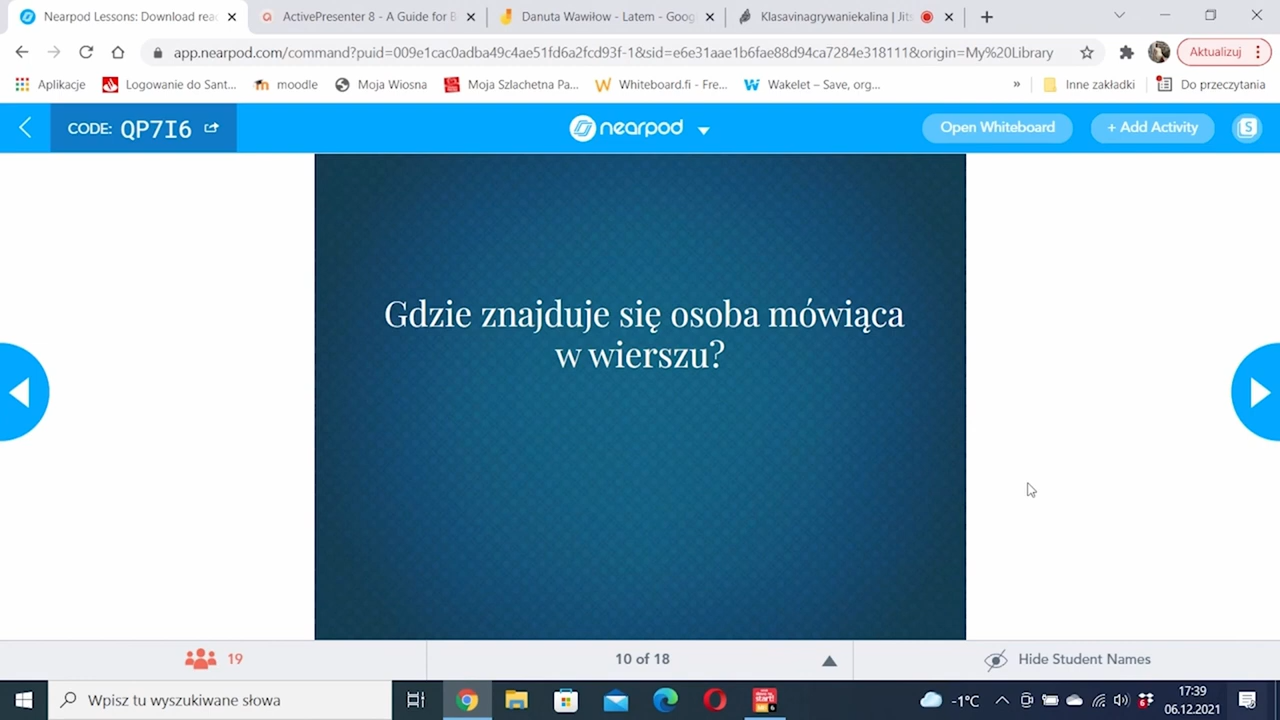 Nearpod Lessons: Download rea
ActivePresenter 8 - A Guide for B
Danuta Wawiłow - Latem - Goog
Klasavinagrywaniekalina | Jits
app.nearpod.com/command?puid=009e1cac0adba49c4ae51fd6a2fcd93f-1&sid=e6e31aae1b6fae88d94ca7284e318111&origin=My%20Library
Aktualizuj
Aplikacje
Logowanie do Sant...
moodle
Moja Wiosna
Moja Szlachetna Pa...
Whiteboard.fi - Fre...
Wakelet – Save, org...
»
Inne zakładki
Do przeczytania
CODE: QP7I6
nearpod
Open Whiteboard
+ Add Activity
S
Gdzie znajduje się osoba mówiąca
w wierszu?
19
10 of 18
Hide Student Names
Wpisz tu wyszukiwane słowa
-1°C
17:39
06.12.2021